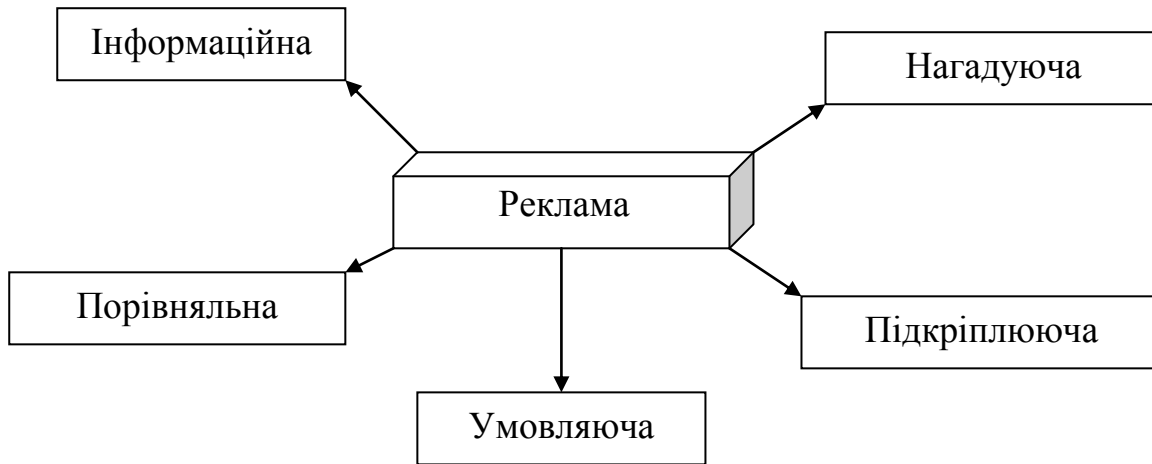 Інформаційна
Нагадуюча
Реклама
Порівняльна
Підкріплююча
Умовляюча